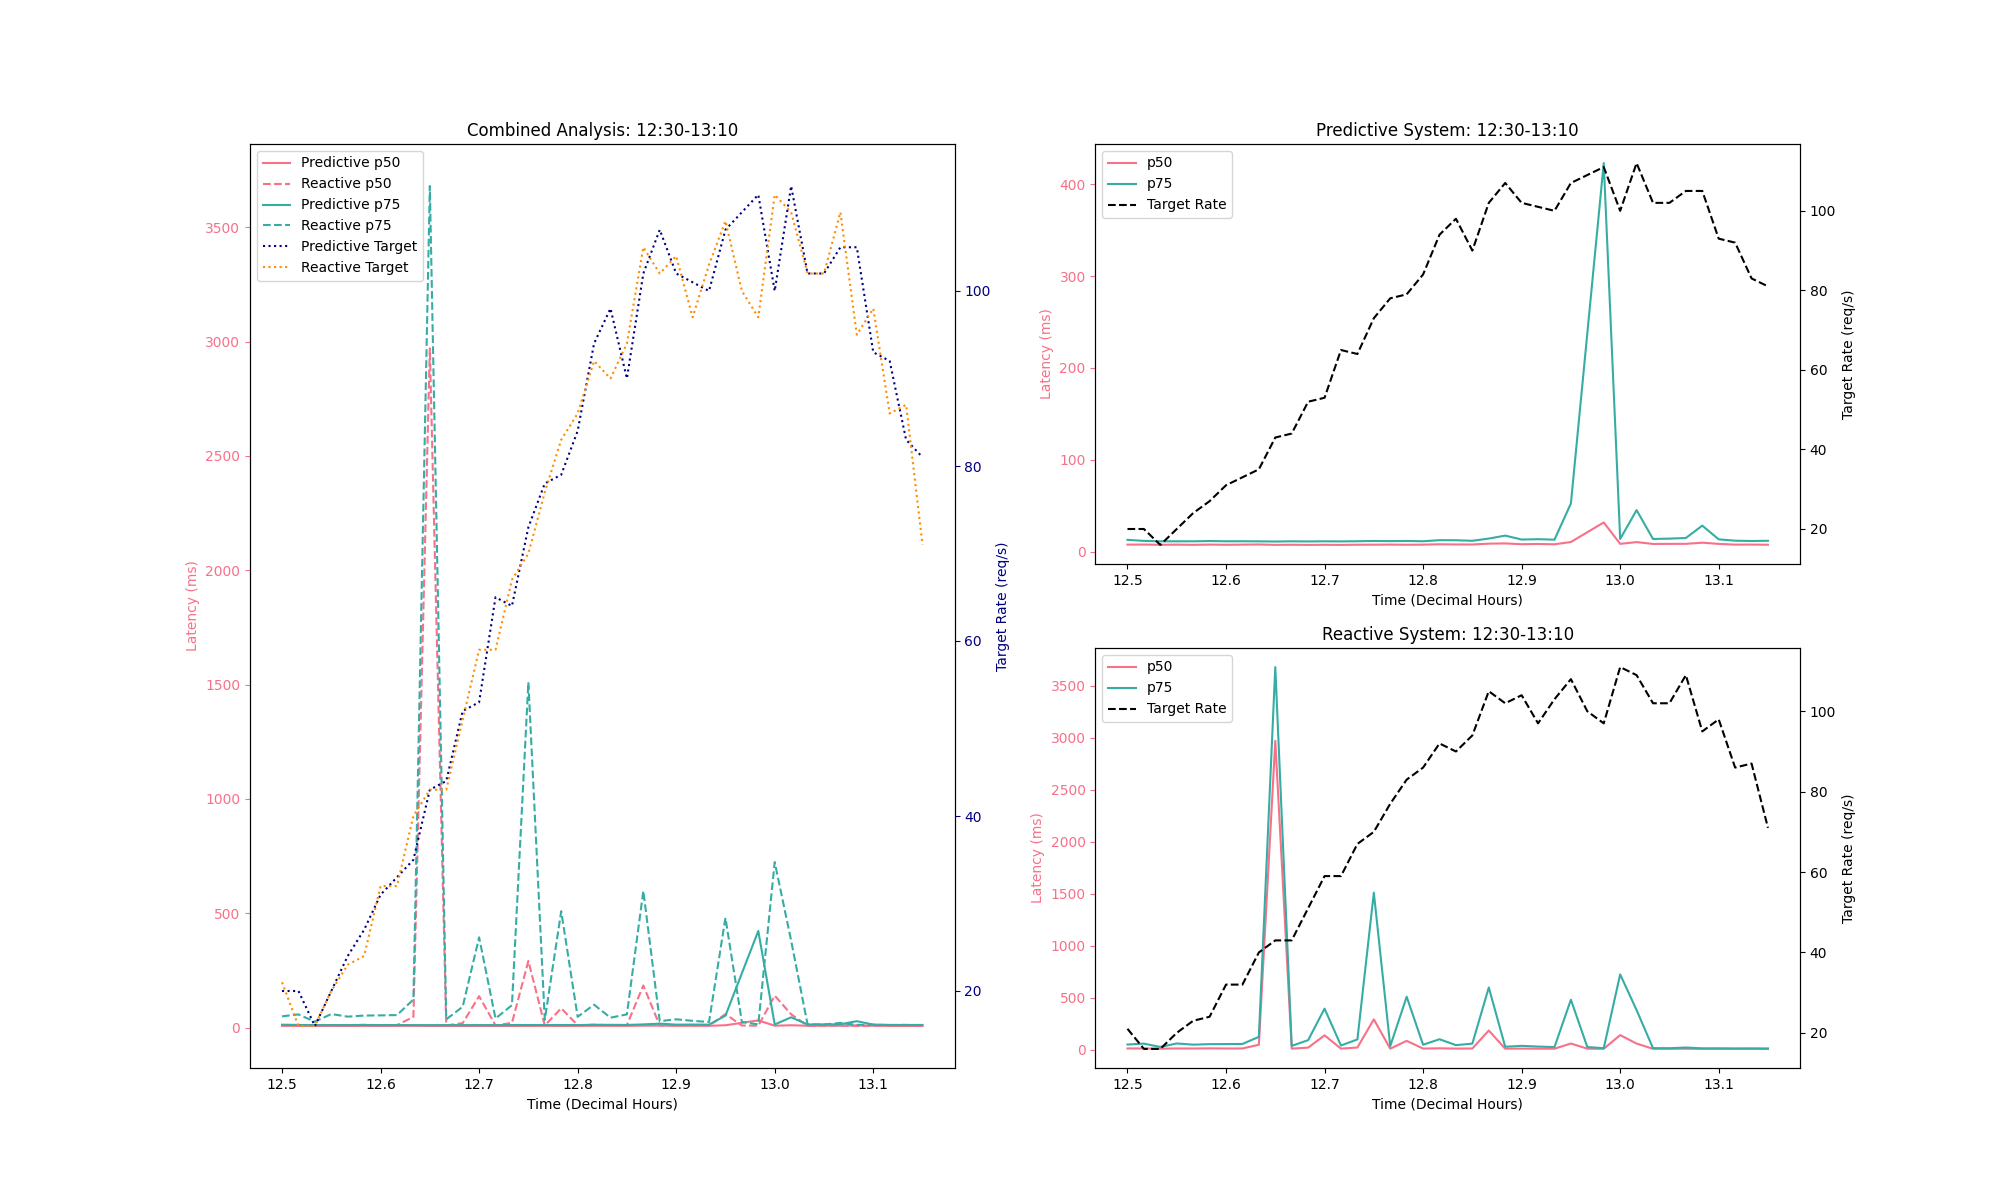 Combined Analysis: 12:30-13:10
Predictive p50
Reactive p50
Predictive p75
Reactive p75
Predictive Target
Reactive Target
3500
3000
2500
2000
1500
1000
500
0
Latency (ms)
100
80
60
40
20
Target Rate (req/s)
12.5 12.6 12.7 12.8 12.9 13.0 13.1
Time (Decimal Hours)
Predictive System: 12:30-13:10
p50
p75
Target Rate
400
300
200
100
0
Latency (ms)
100
80
60
40
20
Target Rate (req/s)
12.5 12.6 12.7 12.8 12.9 13.0 13.1
Time (Decimal Hours)
Reactive System: 12:30-13:10
p50
p75
Target Rate
3500
3000
2500
2000
1500
1000
500
0
Latency (ms)
100
80
60
40
20
Target Rate (req/s)
12.5 12.6 12.7 12.8 12.9 13.0 13.1
Time (Decimal Hours)